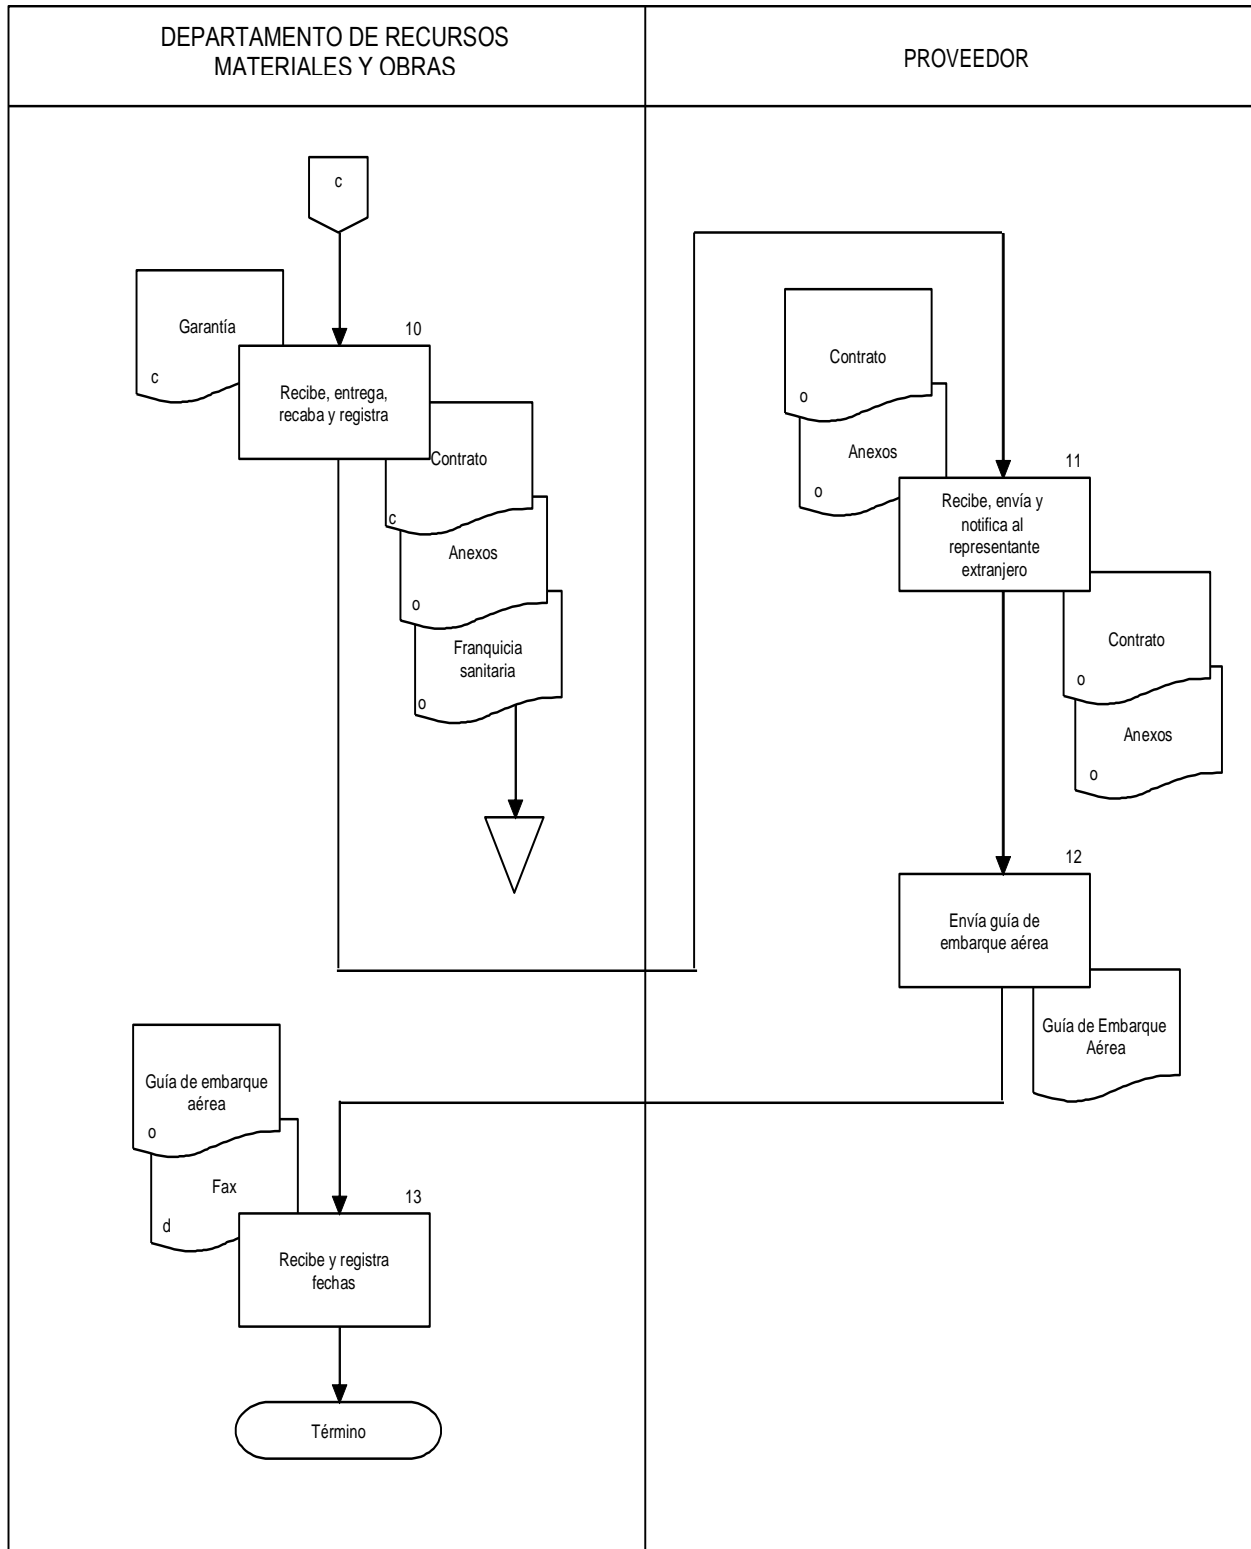 DEPARTAMENTO DE RECURSOS
MATERIALES Y OBRAS
PROVEEDOR
c
Garantía
c
10
Recibe, entrega,
recaba y registra
Contrato
c
Anexos
o
Franquicia
sanitaria
o
Contrato
o
Anexos
o
11
Recibe, envía y
notifica al
representante
extranjero
Contrato
o
Anexos
o
12
Envía guía de
embarque aérea
Guía de Embarque
Aérea
Guía de embarque
aérea
o
Fax
d
13
Recibe y registra
fechas
Término